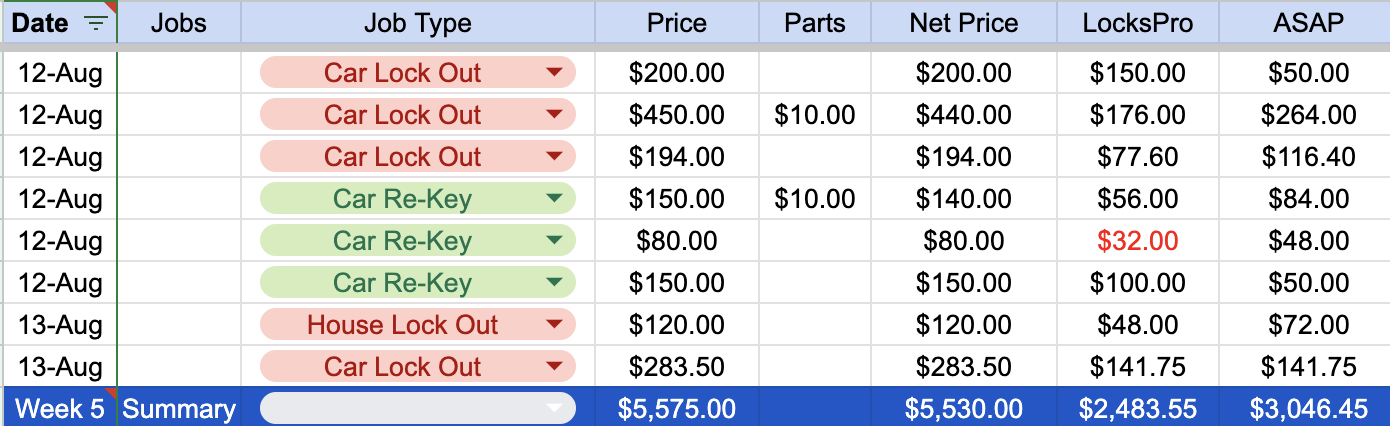 Date Jobs Job Type Price Parts Net Price LocksPro ASAP
12-Aug Car Lock Out $200.00 $200.00 $150.00 $50.00
12-Aug Car Lock Out $450.00 $10.00 $440.00 $176.00 $264.00
12-Aug Car Lock Out $194.00 $194.00 $77.60 $116.40
12-Aug Car Re-Key $150.00 $10.00 $140.00 $56.00 $84.00
12-Aug Car Re-Key $80.00 $80.00 $32.00 $48.00
12-Aug Car Re-Key $150.00 $150.00 $100.00 $50.00
13-Aug House Lock Out $120.00 $120.00 $48.00 $72.00
13-Aug Car Lock Out $283.50 $283.50 $141.75 $141.75
Week 5 Summary $5,575.00 $5,530.00 $2,483.55 $3,046.45